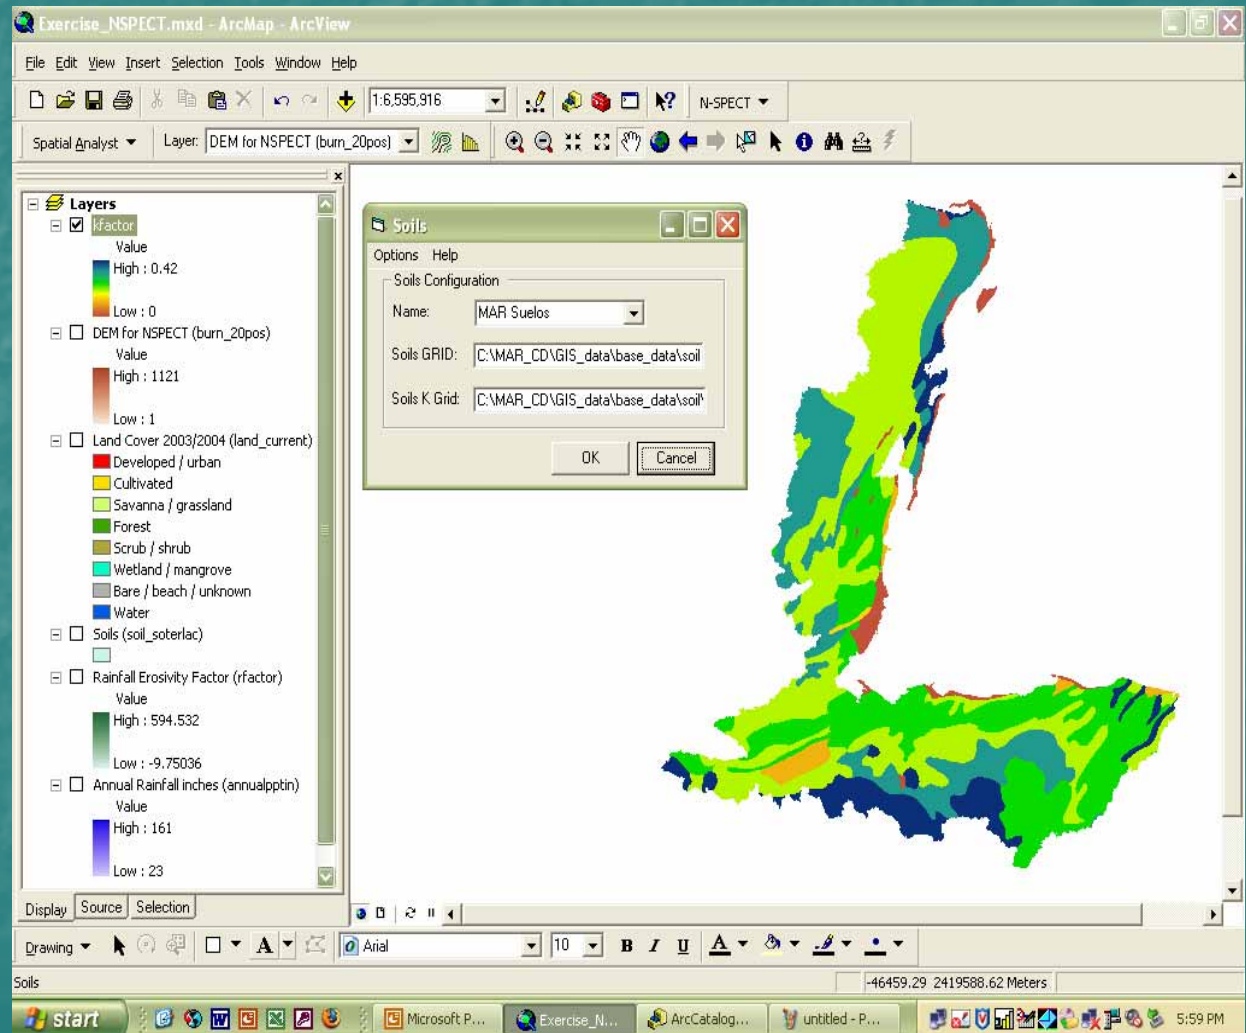 Exercise_NSPECT.mxd - ArcMap - ArcView
File Edit View Insert Selection Tools Window Help
1:6,595,916
N-SPECT
Spatial Analyst
Layer: DEM for NSPECT (burn_20pos)
Layers
kfactor
Value
High : 0.42
Low : 0
DEM for NSPECT (burn_20pos)
Value
High : 1121
Low : 1
Land Cover 2003/2004 (land_current)
Developed / urban
Cultivated
Savanna / grassland
Forest
Scrub / shrub
Wetland / mangrove
Bare / beach / unknown
Water
Soils (soil_soterlac)
Rainfall Erosivity Factor (rfactor)
Value
High : 594.532
Low : -9.75036
Annual Rainfall inches (annualpptin)
Value
High : 161
Low : 23
Display Source Selection
Soils
Options Help
Soils Configuration
Name: MAR Suelos
Soils GRID: C:\MAR_CD\GIS_data\base_data\soil
Soils K Grid: C:\MAR_CD\GIS_data\base_data\soil\
OK Cancel
Drawing A Arial 10 B I U A
Soils
-46459.29 2419588.62 Meters
start Microsoft P... Exercise_N... ArcCatalog... untitled - P... 5:59 PM